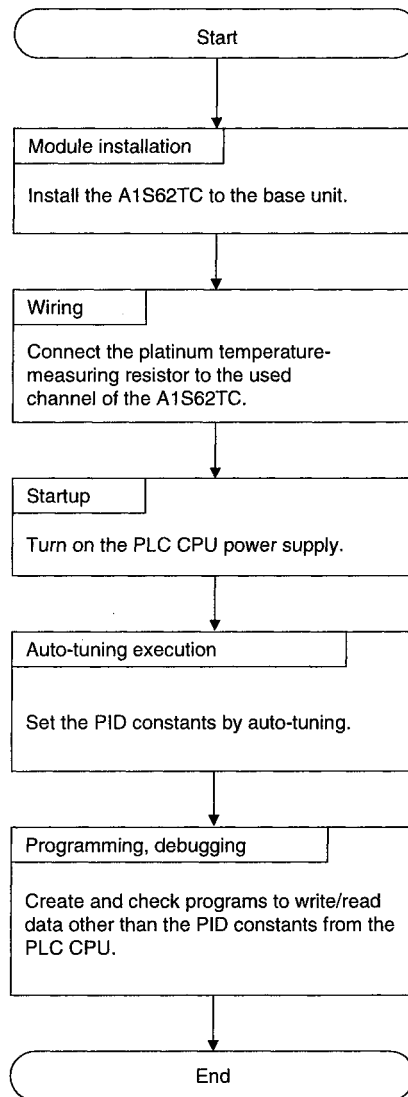 Start
Module installation
Install the A1S62TC to the base unit.
Wiring
Connect the platinum temperature-
measuring resistor to the used
channel of the A1S62TC.
Startup
Turn on the PLC CPU power supply.
Auto-tuning execution
Set the PID constants by auto-tuning.
Programming, debugging
Create and check programs to write/read
data other than the PID constants from the
PLC CPU.
End